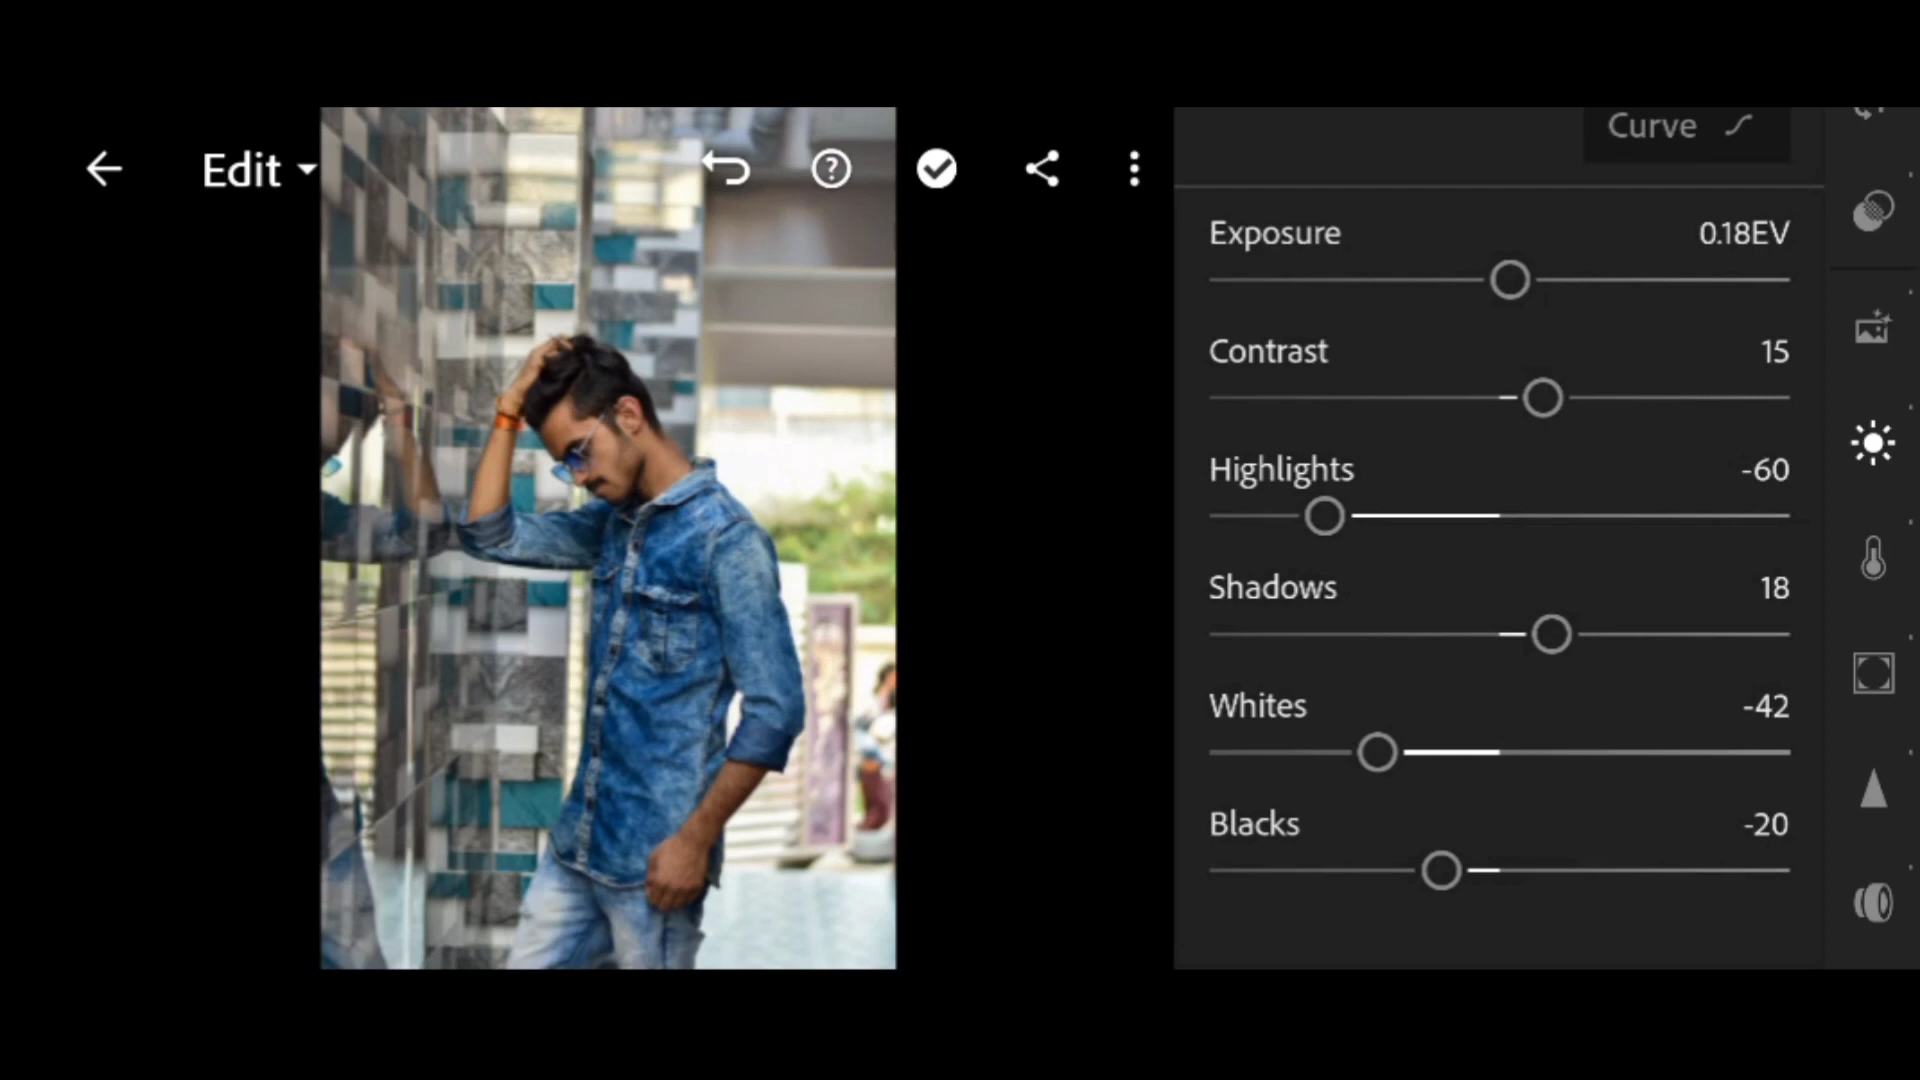 Edit
Curve
Exposure 0.18EV
Contrast 15
Highlights -60
Shadows 18
Whites -42
Blacks -20